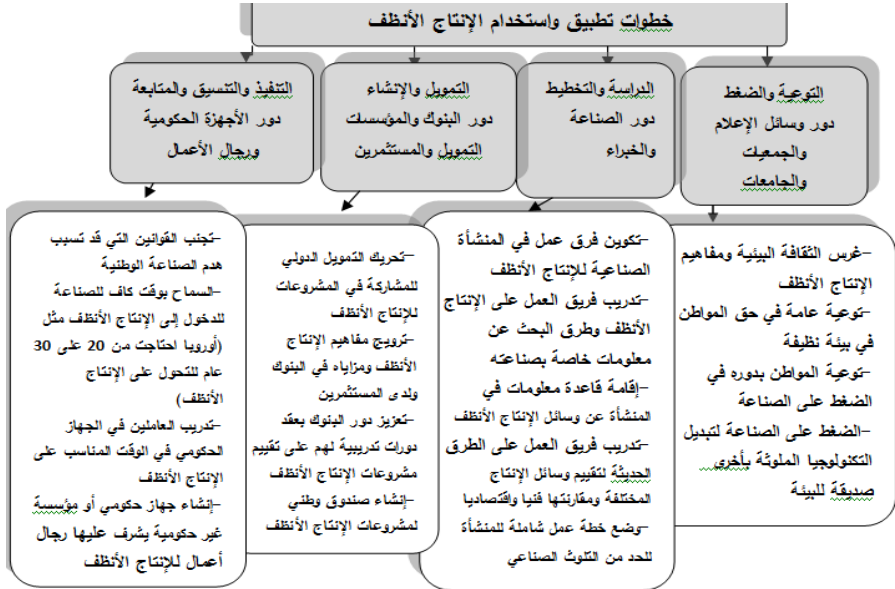 خطوات تطبيق واستخدام الإنتاج الأنظف
التوعية والضغط
دور وسائل الإعلام
والجمعيات
والجامعات
الدراسة والتخطيط
دور الصناعة
والخبراء
التمويل والإنشاء
دور البنوك والمؤسسات
التمويل والمستثمرين
التنفيذ والتنسيق والمتابعة
دور الأجهزة الحكومية
ورجال الأعمال
-غرس الثقافة البيئية ومفاهيم
الإنتاج الأنظف
-توعية عامة في حق المواطن
في بيئة نظيفة
-توعية المواطن بدوره في
الضغط على الصناعة
-الضغط على الصناعة لتبديل
التكنولوجيا الملوثة بأخرى
صديقة للبيئة
-تكوين فرق عمل في المنشأة
الصناعية للإنتاج الأنظف
-تدريب فريق العمل على الإنتاج
الأنظف وطرق البحث عن
معلومات خاصة بصناعته
-إقامة قاعدة معلومات في
المنشأة عن وسائل الإنتاج الأنظف
-تدريب فريق العمل على الطرق
الحديثة لتقييم وسائل الإنتاج
المختلفة ومقارنتها فنيا واقتصاديا
-وضع خطة عمل شاملة للمنشأة
للحد من التلوث الصناعي
-تحريك التمويل الدولي
للمشاركة في المشروعات
للإنتاج الأنظف
-ترويج مفاهيم الإنتاج
الأنظف ومزاياه في البنوك
ولدى المستثمرين
-تعزيز دور البنوك بعقد
دورات تدريبية لهم على تقييم
مشروعات الإنتاج الأنظف
-إنشاء صندوق وطني
لمشروعات الإنتاج الأنظف
-تجنب القوانين التي قد تسبب
هدم الصناعة الوطنية
-السماح بوقت كاف للصناعة
للدخول إلى الإنتاج الأنظف مثل
(أوروبا احتاجت من 20 على 30
عام للتحول على الإنتاج
الأنظف)
-تدريب العاملين في الجهاز
الحكومي في الوقت المناسب على
الإنتاج الأنظف
-إنشاء جهاز حكومي أو مؤسسة
غير حكومية يشرف عليها رجال
أعمال للإنتاج الأنظف